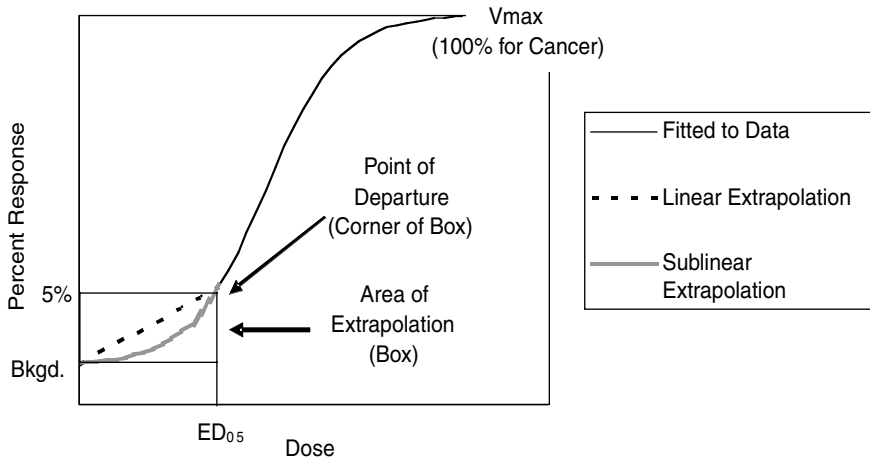 Vmax
(100% for Cancer)
Percent Response
Point of
Departure
(Corner of Box)
5%
Area of
Extrapolation
(Box)
Bkgd.
ED₀₅
Dose
Fitted to Data
Linear Extrapolation
Sublinear
Extrapolation